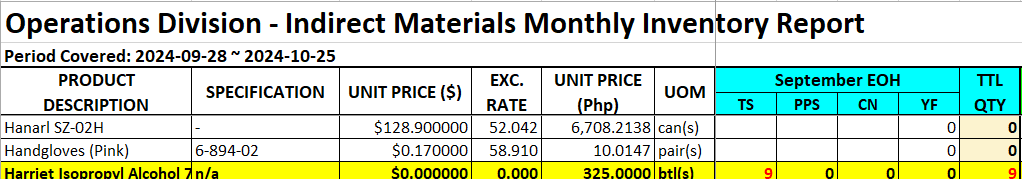 Operations Division - Indirect Materials Monthly Inventory Report
Period Covered: 2024-09-28 ~ 2024-10-25
PRODUCT DESCRIPTION SPECIFICATION UNIT PRICE ($) EXC. RATE UNIT PRICE (Php) UOM September EOH TTL QTY
TS PPS CN YF
Hanarl SZ-02H - $128.900000 52.042 6,708.2138 can(s) 0 0
Handgloves (Pink) 6-894-02 $0.170000 58.910 10.0147 pair(s) 0 0
Harriet Isopropyl Alcohol 7 n/a $0.000000 0.000 325.0000 btl(s) 9 0 0 0 9